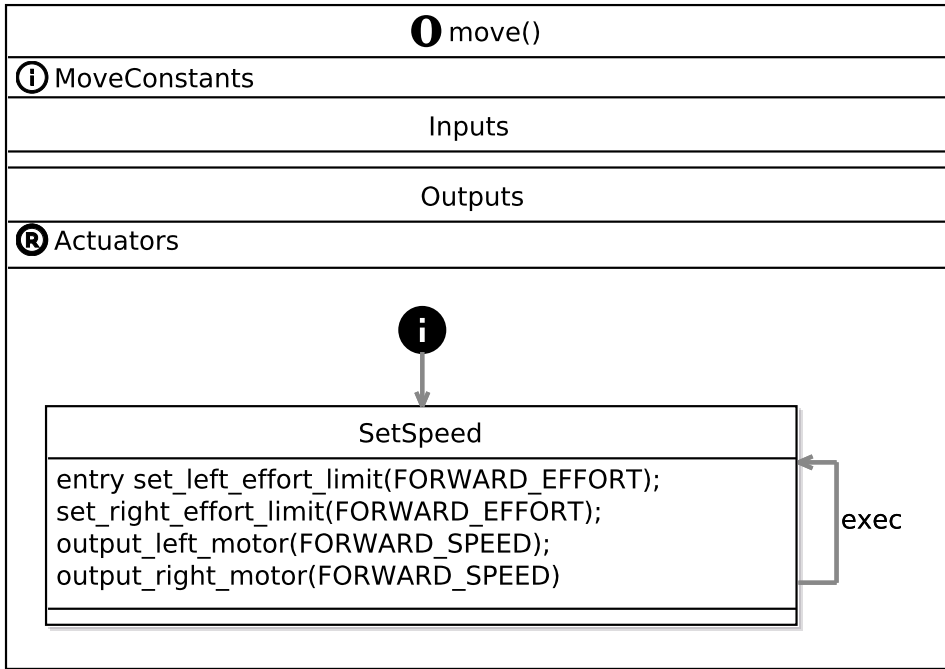 O move()
i MoveConstants
Inputs
Outputs
R Actuators
i
SetSpeed
entry set_left_effort_limit(FORWARD_EFFORT);
set_right_effort_limit(FORWARD_EFFORT);
output_left_motor(FORWARD_SPEED);
output_right_motor(FORWARD_SPEED)
exec